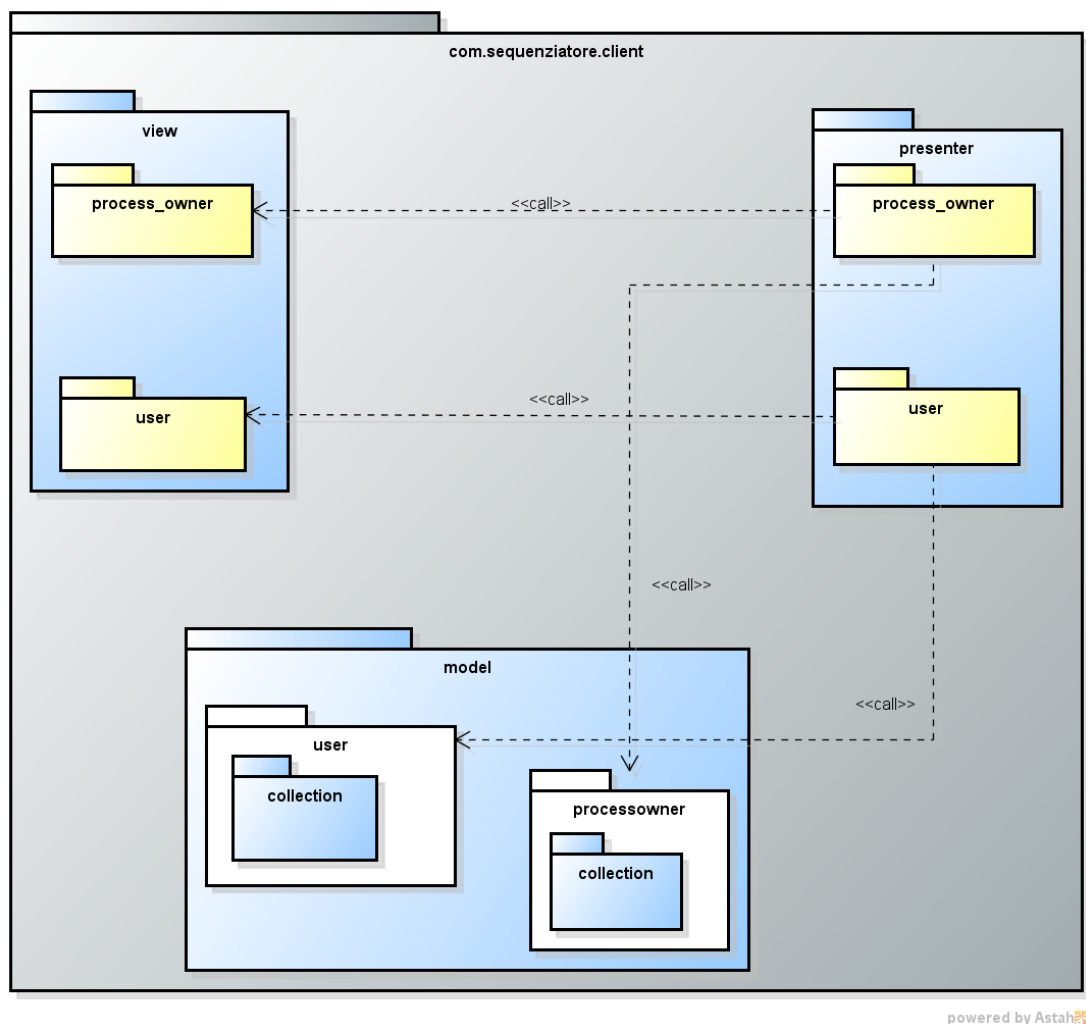 com.sequenziatore.client
view
presenter
process_owner
<<call>>
process_owner
user
<<call>>
user
<<call>>
model
<<call>>
user
collection
processowner
collection
powered by Astah